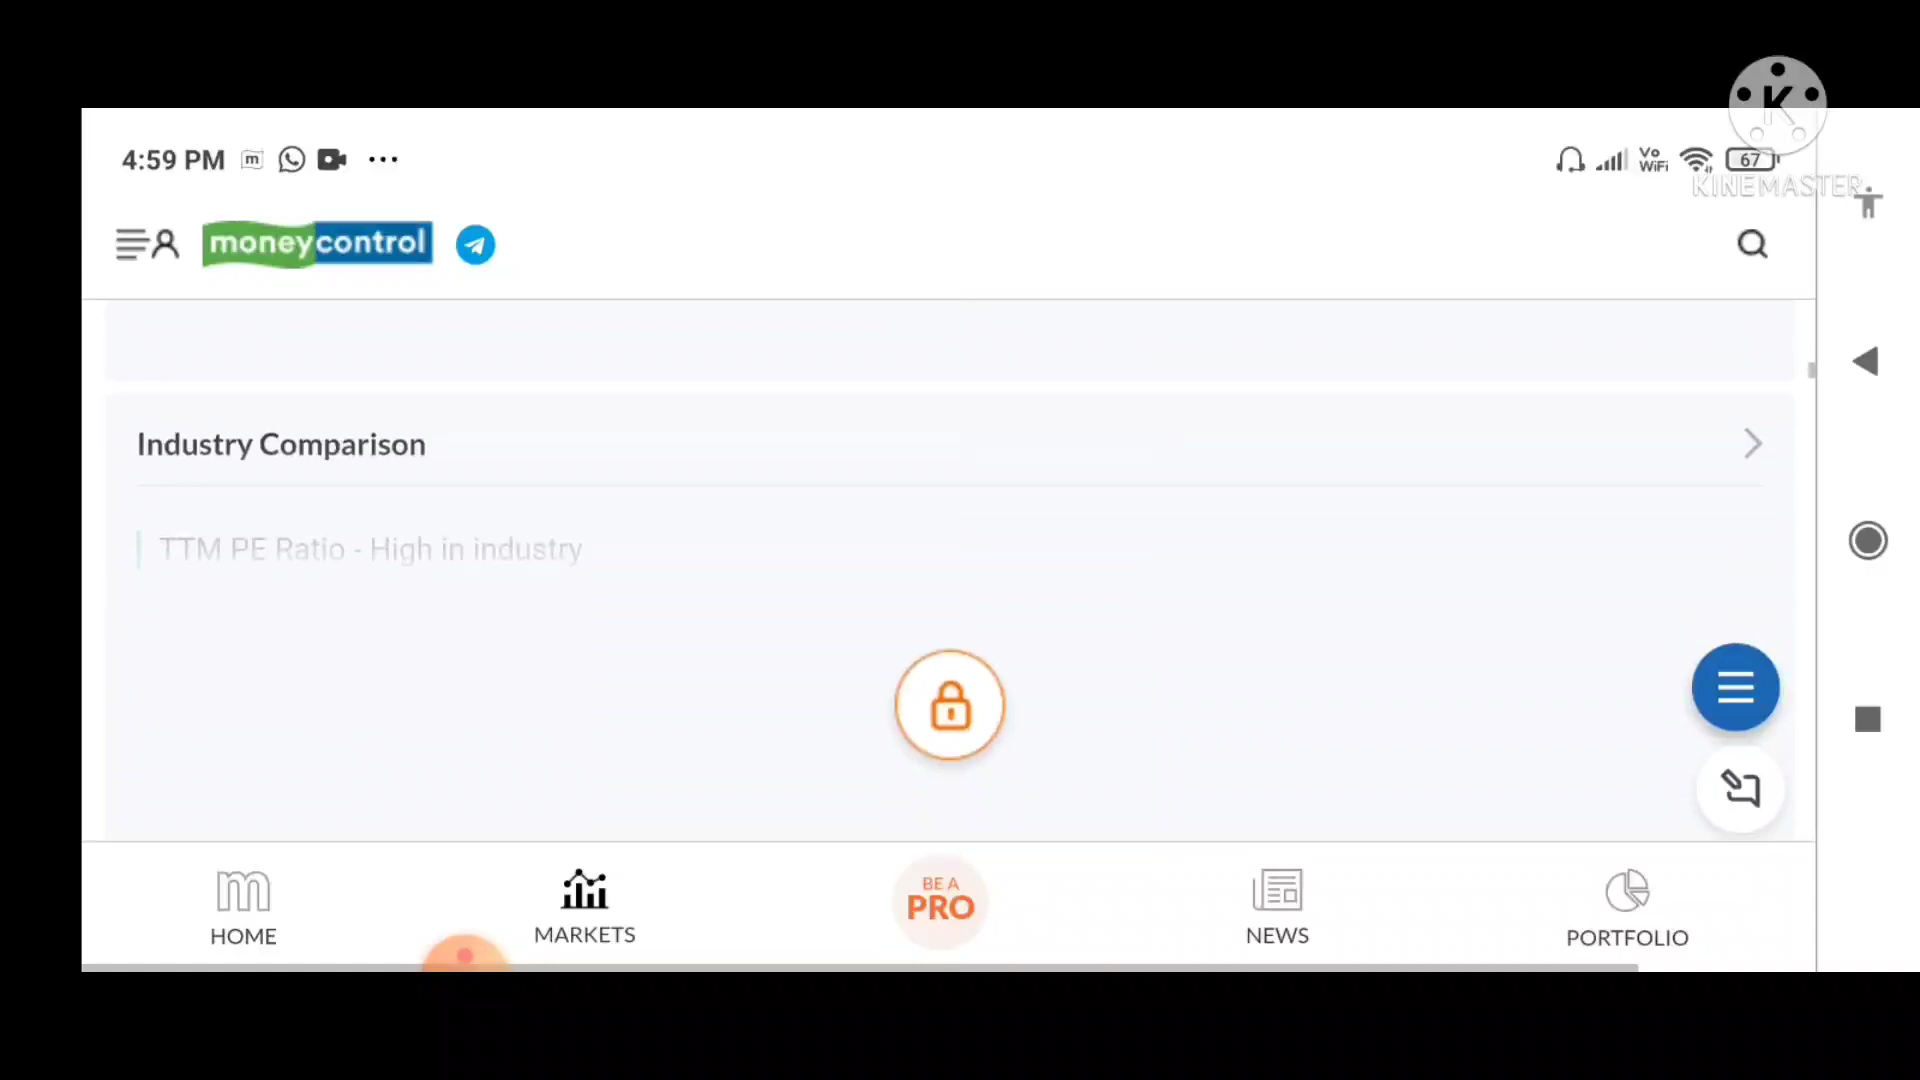 4:59 PM
Vo
WiFi
67
KINEMASTER
moneycontrol
Industry Comparison
TTM PE Ratio - High in industry
HOME
MARKETS
BE A
PRO
NEWS
PORTFOLIO